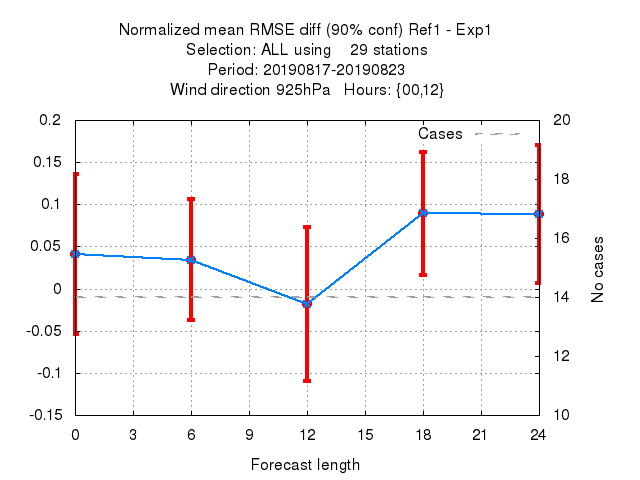 Normalized mean RMSE diff (90% conf) Ref1 - Exp1
Selection: ALL using    29 stations
Period: 20190817-20190823
Wind direction 925hPa   Hours: {00,12}
Cases
0.2
0.15
0.1
0.05
0
-0.05
-0.1
-0.15
20
18
16
14
12
10
No cases
0 3 6 9 12 15 18 21 24
Forecast length